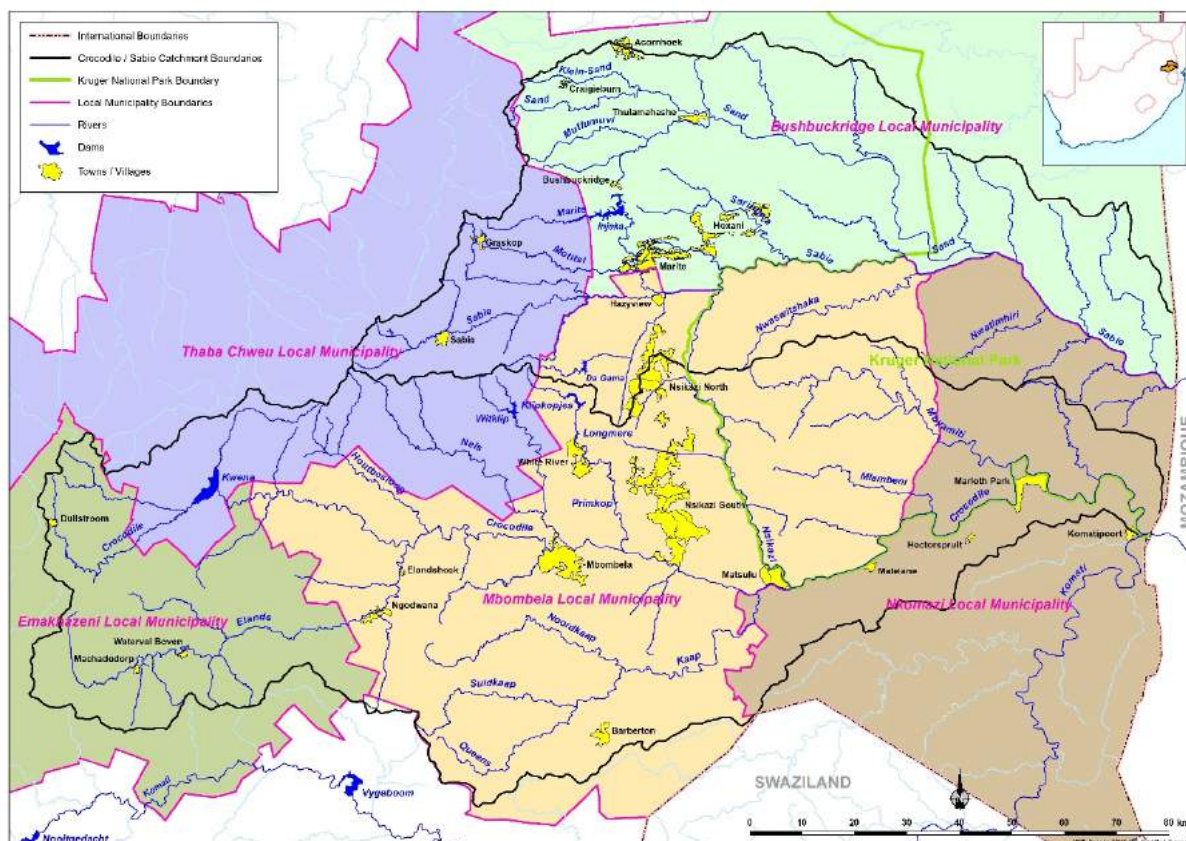 International Boundaries
Crocodile / Sabie Catchment Boundaries
Kruger National Park Boundary
Local Municipality Boundaries
Rivers
Dams
Towns / Villages
Acornhoek
Klein-Sand
Craigieburn
Sand
Thulamahashe
Sand
Mutlumuvi
Bushbuckridge Local Municipality
Bushbuckridge
Marite
Injaka
Hoxani
Graskop
Motitsi
Marite
Sabie
Sand
Hazyview
Nwaswitshaka
Nwatimhiri
Sabie
Sabie
Sabie
Thaba Chweu Local Municipality
Kruger National Park
Da Gama
Nsikazi North
Klipkopjes
Witklip
Longmere
Mbyamiti
Nels
Houtbosloop
White River
Mlambeni
Kwena
Marloth Park
Primkop
Nsikazi South
Crocodile
Dullstroom
Crocodile
Crocodile
Hectorspruit
Komatipoort
MOZAMBIQUE
Nsikazi
Elandshoek
Mbombela
Matsulu
Malelane
Komati
Mbombela Local Municipality
Nkomazi Local Municipality
Ngodwana
Emakhazeni Local Municipality
Elands
Waterval Boven
Machadodorp
Noordkaap
Kaap
Suidkaap
Barberton
Queens
Komati
Vygeboom
Nooitgedacht
SWAZILAND
0 10 20 30 40 50 60 70 80 km